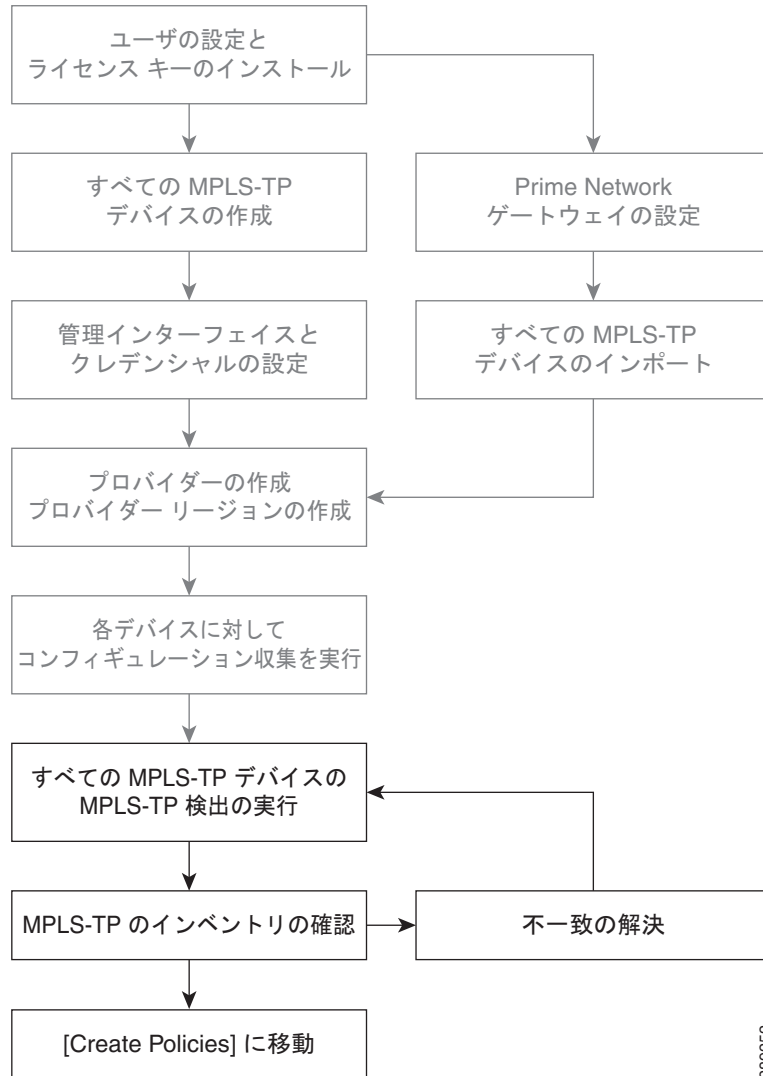 ユーザの設定と
ライセンス キーのインストール
すべての MPLS-TP
デバイスの作成
Prime Network
ゲートウェイの設定
管理インターフェイスと
クレデンシャルの設定
すべての MPLS-TP
デバイスのインポート
プロバイダーの作成
プロバイダー リージョンの作成
各デバイスに対して
コンフィギュレーション収集を実行
すべての MPLS-TP デバイスの
MPLS-TP 検出の実行
MPLS-TP のインベントリの確認
不一致の解決
[Create Policies] に移動